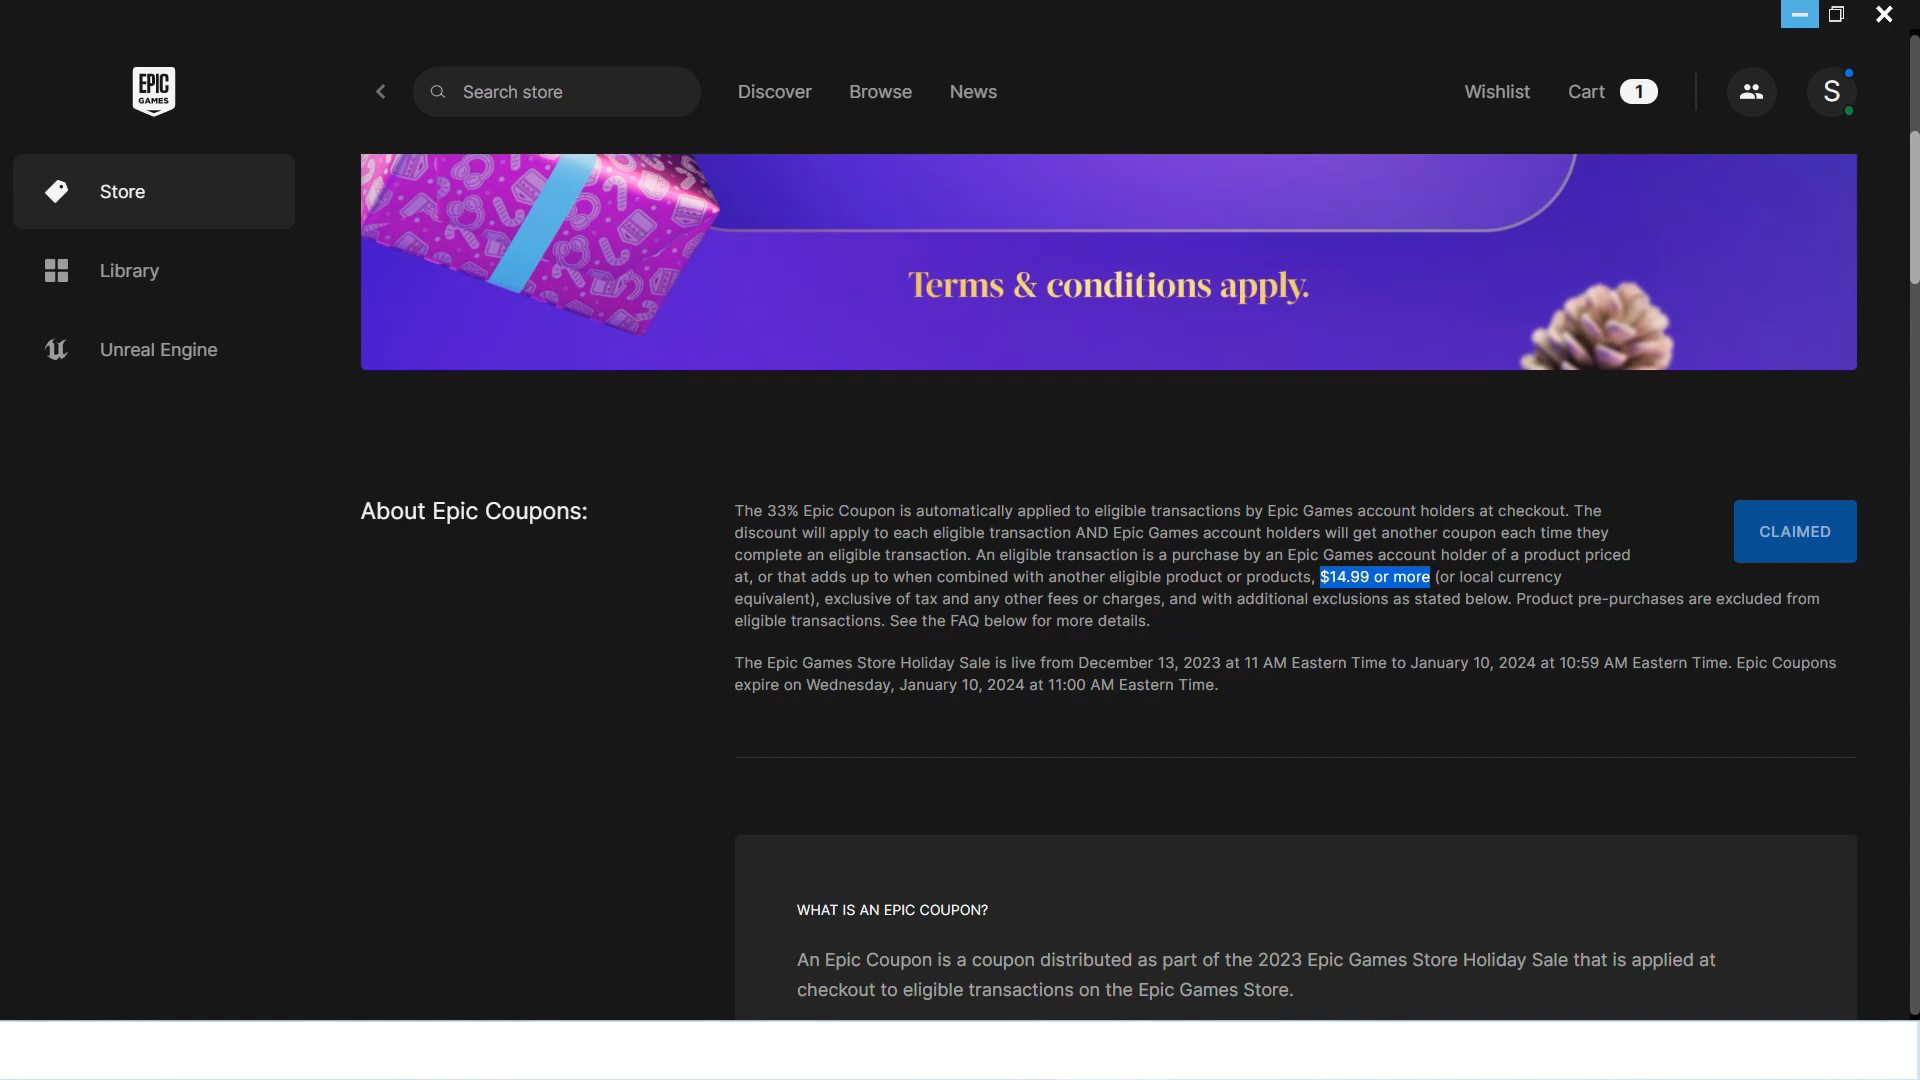 EPIC
GAMES
Search store
Discover
Browse
News
Wishlist
Cart 1
S
Store
Library
Unreal Engine
Terms & conditions apply.
About Epic Coupons:
The 33% Epic Coupon is automatically applied to eligible transactions by Epic Games account holders at checkout. The
discount will apply to each eligible transaction AND Epic Games account holders will get another coupon each time they
complete an eligible transaction. An eligible transaction is a purchase by an Epic Games account holder of a product priced
at, or that adds up to when combined with another eligible product or products, $14.99 or more (or local currency
equivalent), exclusive of tax and any other fees or charges, and with additional exclusions as stated below. Product pre-purchases are excluded from
eligible transactions. See the FAQ below for more details.
CLAIMED
The Epic Games Store Holiday Sale is live from December 13, 2023 at 11 AM Eastern Time to January 10, 2024 at 10:59 AM Eastern Time. Epic Coupons
expire on Wednesday, January 10, 2024 at 11:00 AM Eastern Time.
WHAT IS AN EPIC COUPON?
An Epic Coupon is a coupon distributed as part of the 2023 Epic Games Store Holiday Sale that is applied at
checkout to eligible transactions on the Epic Games Store.